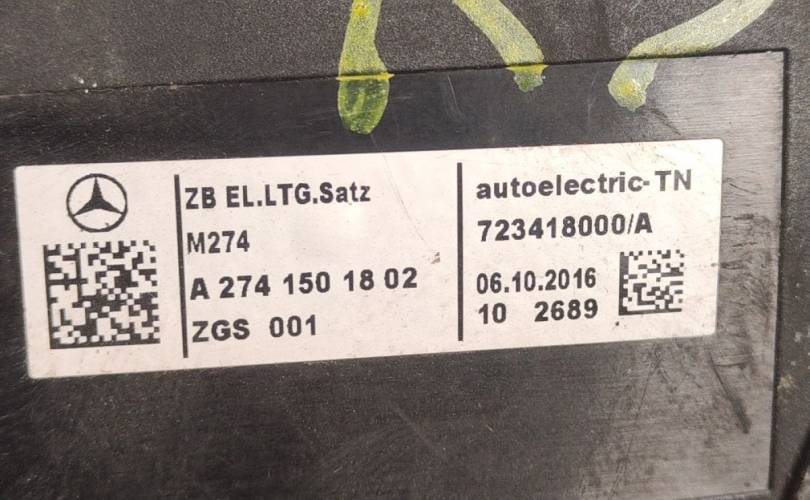 ZB EL.LTG.Satz
M274
A 274 150 18 02
ZGS 001
autoelectric-TN
723418000/A
06.10.2016
10 2689